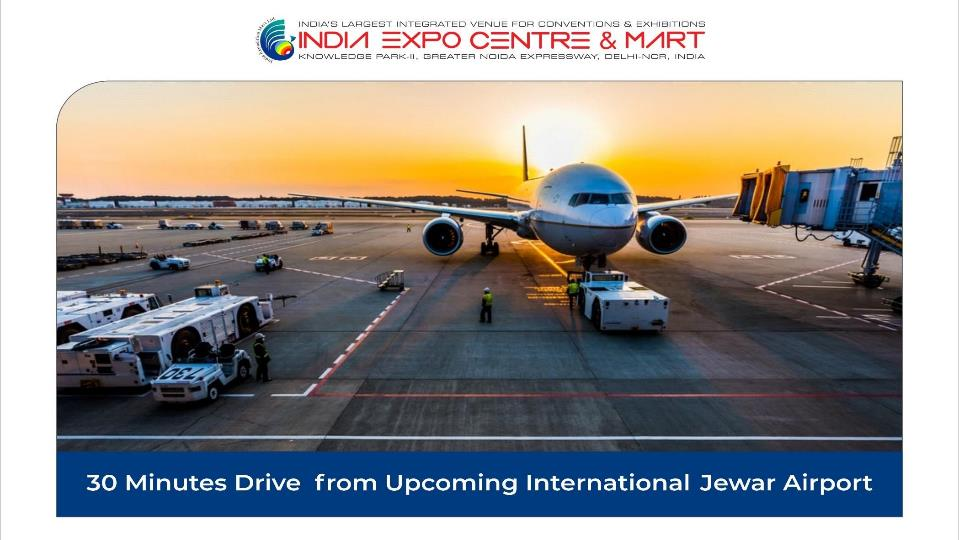 INDIA'S LARGEST INTEGRATED VENUE FOR CONVENTIONS & EXHIBITIONS
INDIA EXPO CENTRE & MART
KNOWLEDGE PARK-II, GREATER NOIDA EXPRESSWAY, DELHI-NCR, INDIA
30 Minutes Drive from Upcoming International Jewar Airport